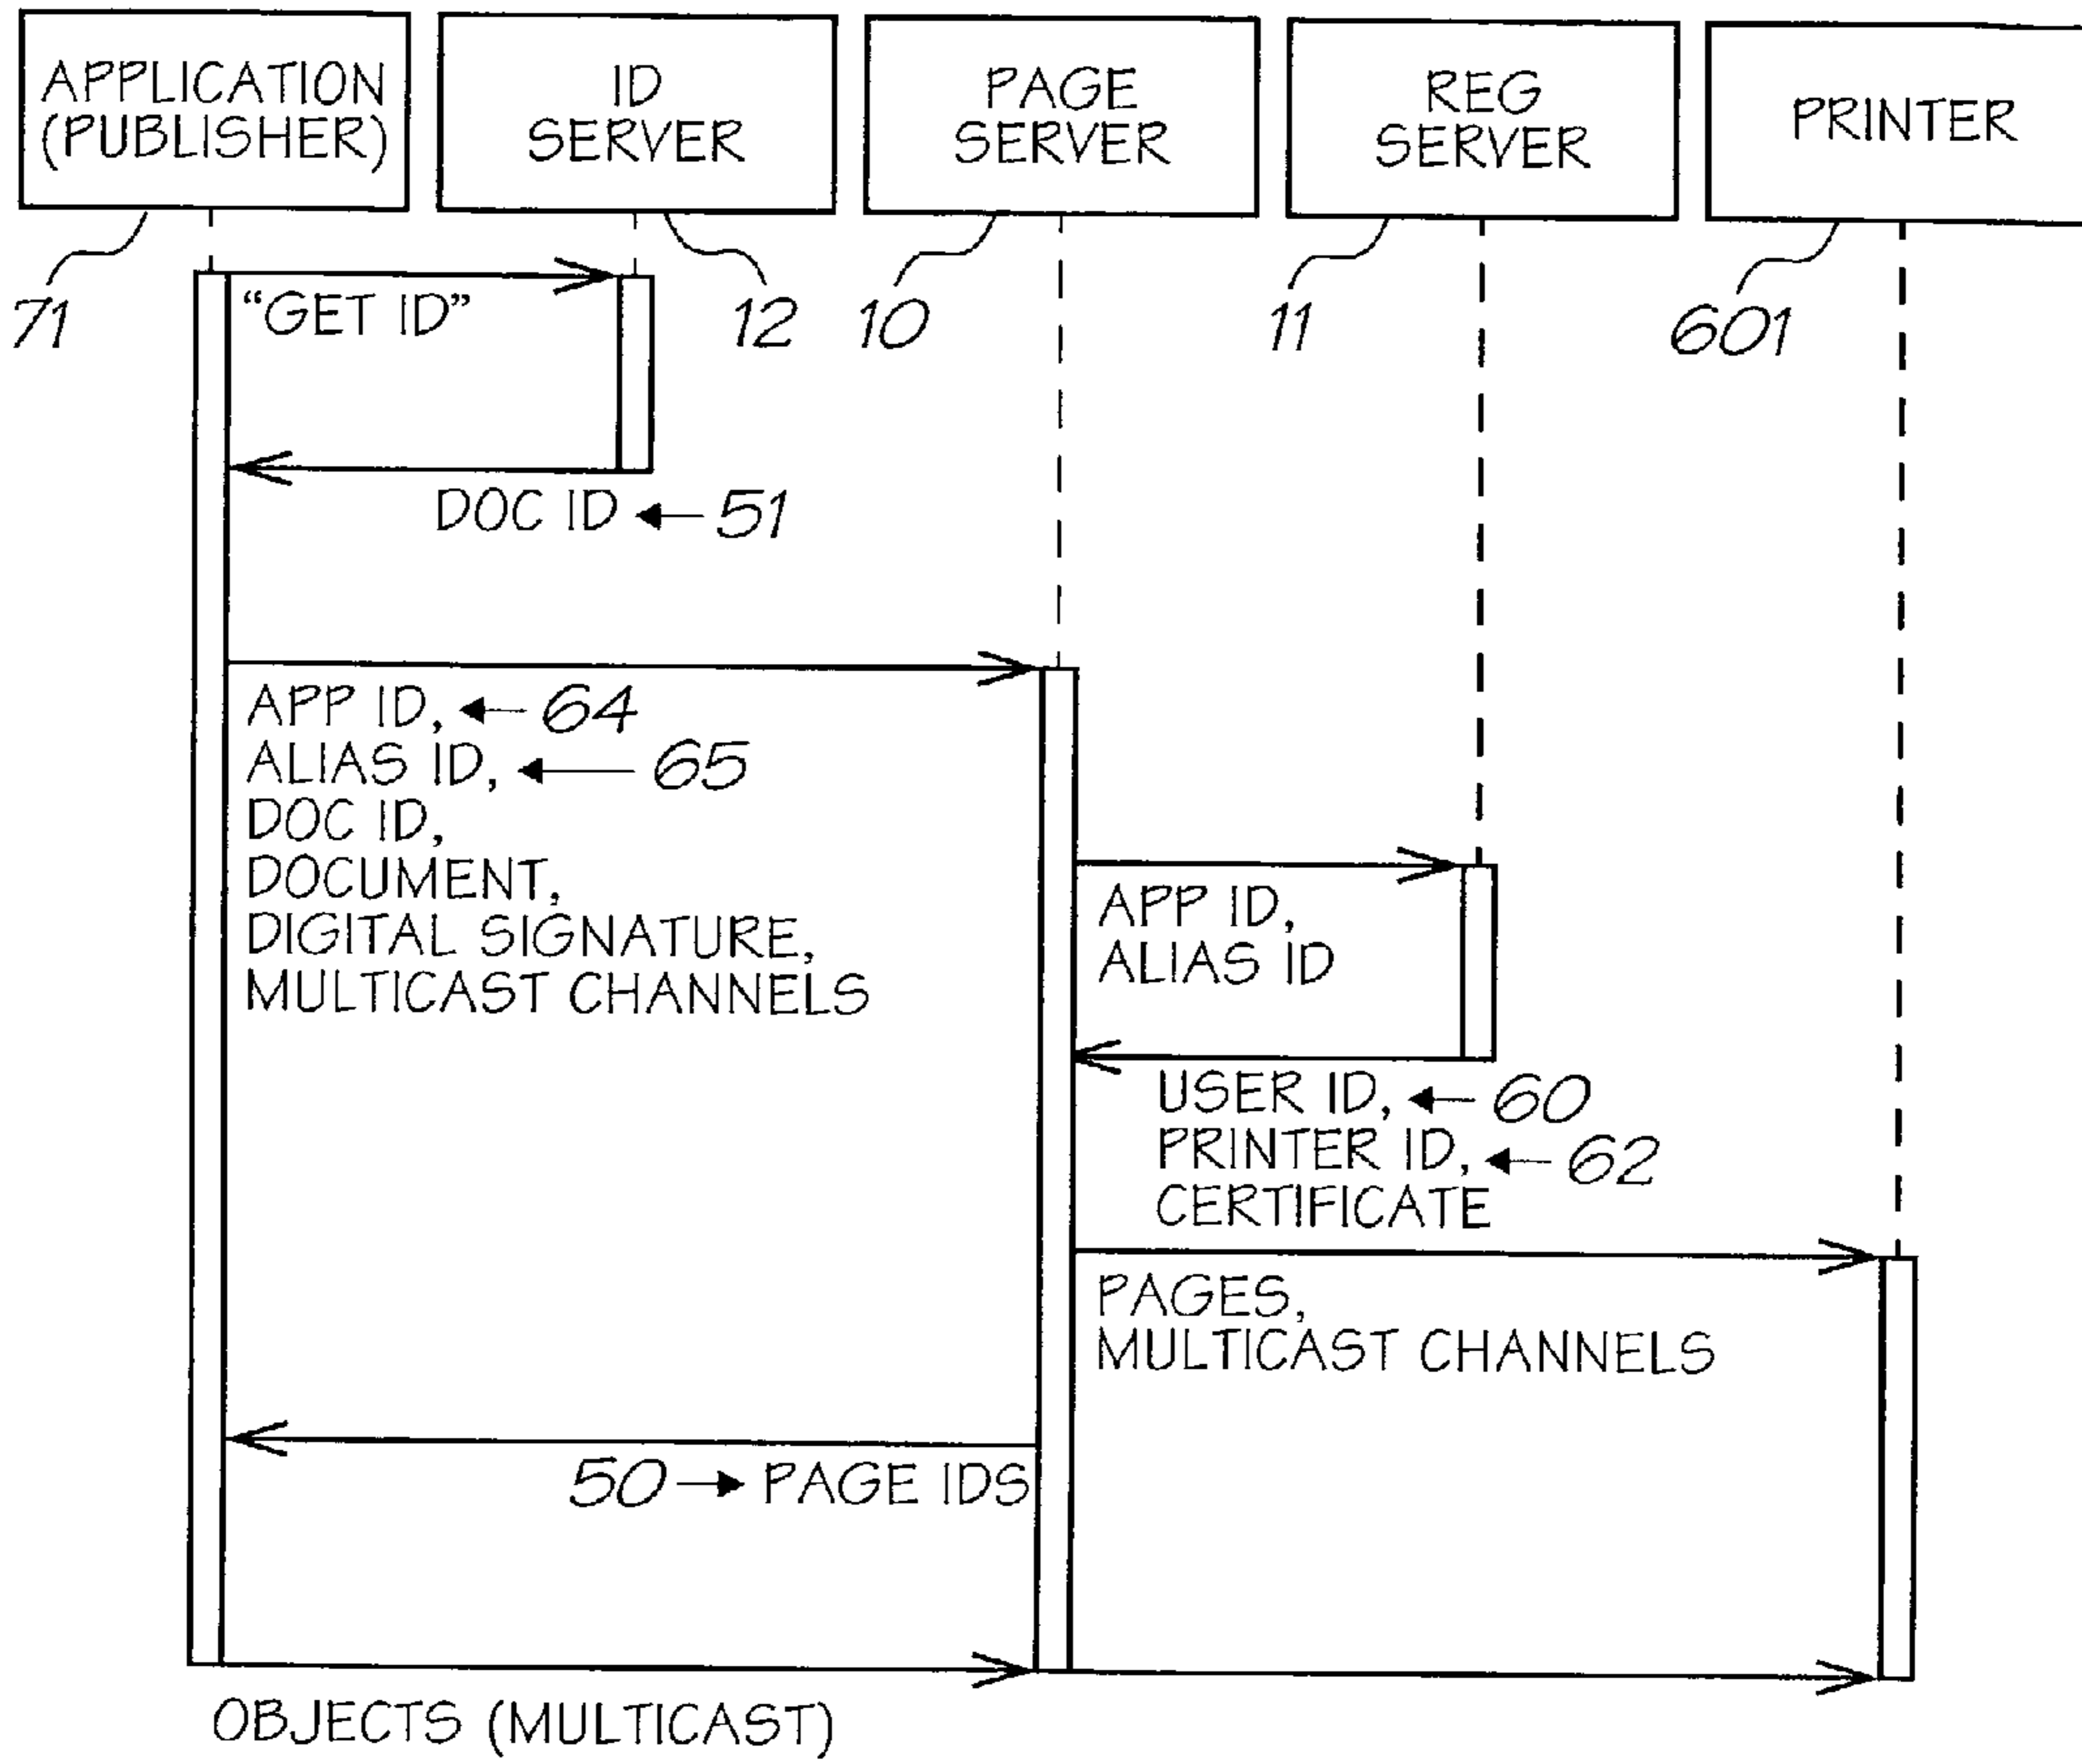 APPLICATION
(PUBLISHER)
ID
SERVER
PAGE
SERVER
REG
SERVER
PRINTER
71
12
10
11
601
"GET ID"
DOC ID 51
APP ID, 64
ALIAS ID, 65
DOC ID,
DOCUMENT,
DIGITAL SIGNATURE,
MULTICAST CHANNELS
APP ID,
ALIAS ID
USER ID, 60
PRINTER ID, 62
CERTIFICATE
PAGES,
MULTICAST CHANNELS
50 PAGE IDS
OBJECTS (MULTICAST)